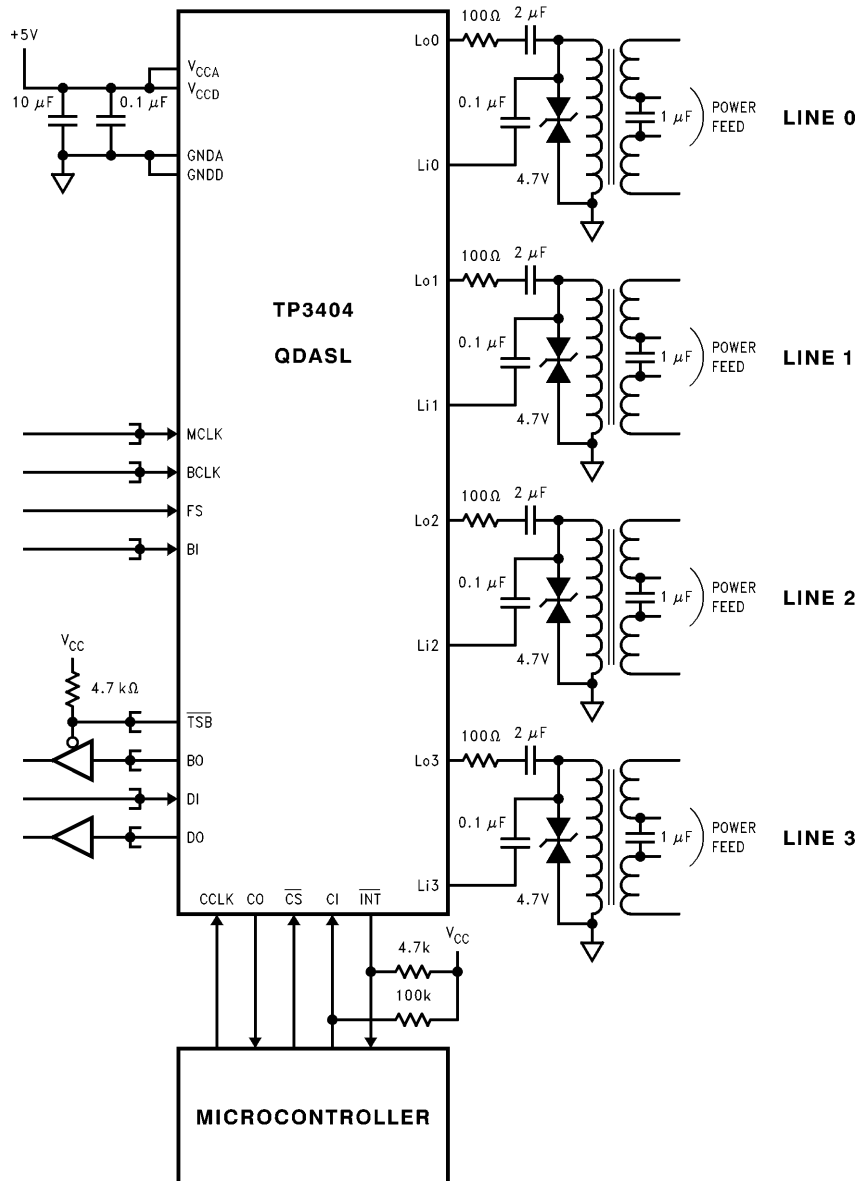 +5V
10 μF
0.1 μF
VCCA
VCCD
GNDA
GNDD
TP3404
QDASL
MCLK
BCLK
FS
BI
VCC
4.7 kΩ
TSB
BO
DI
DO
Lo0
100Ω
2 μF
0.1 μF
Li0
4.7V
1 μF
POWER
FEED
LINE 0
Lo1
100Ω
2 μF
0.1 μF
Li1
4.7V
1 μF
POWER
FEED
LINE 1
Lo2
100Ω
2 μF
0.1 μF
Li2
4.7V
1 μF
POWER
FEED
LINE 2
Lo3
100Ω
2 μF
0.1 μF
Li3
4.7V
1 μF
POWER
FEED
LINE 3
CCLK CO CS CI INT
VCC
4.7k
100k
MICROCONTROLLER